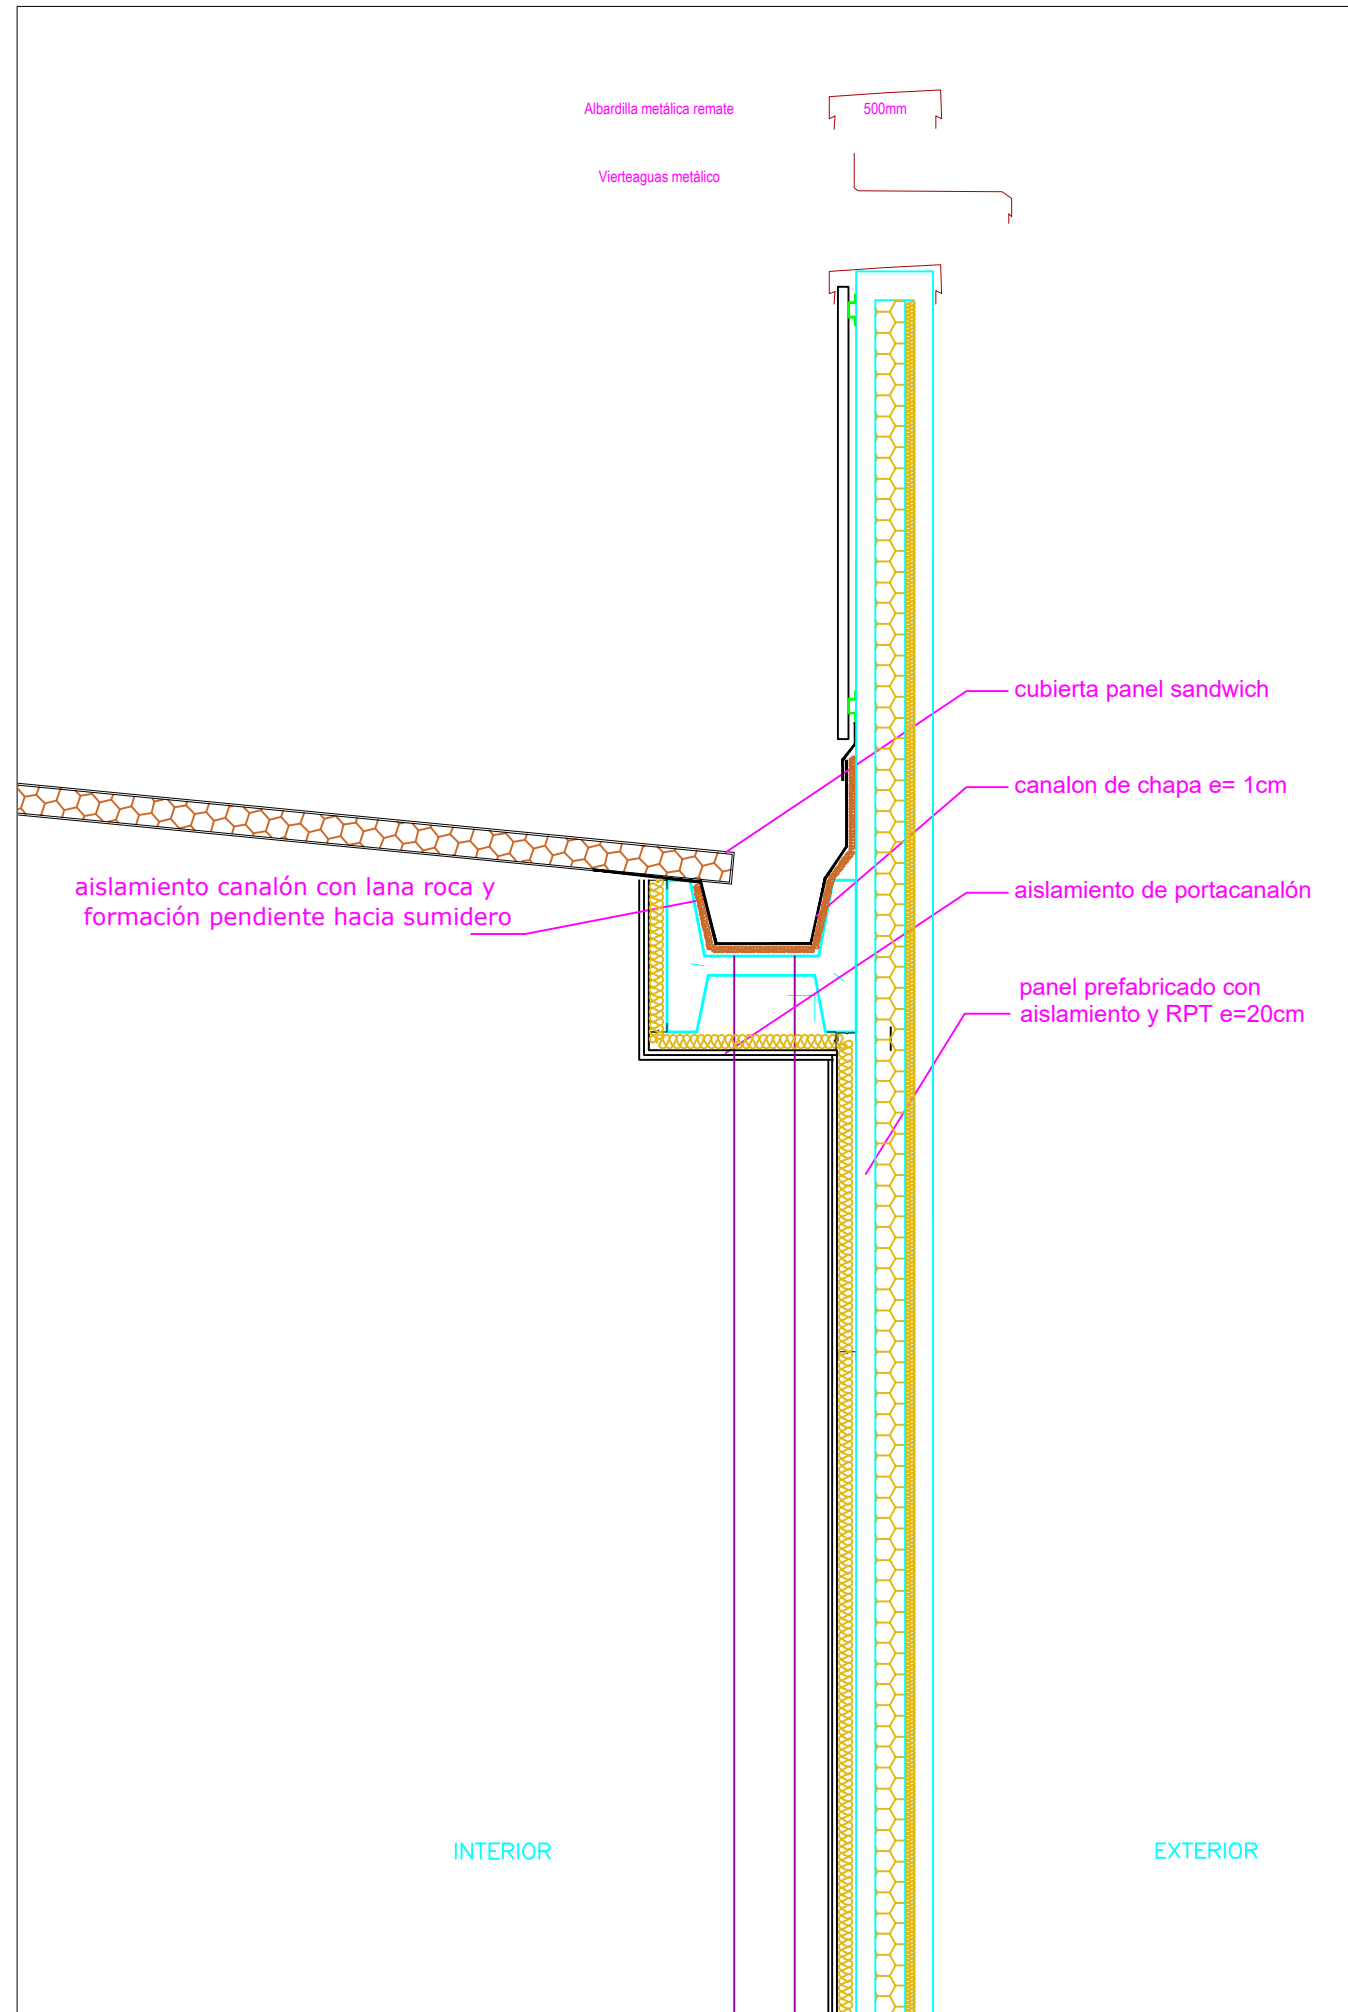 Albardilla metálica remate
500mm
Vierteaguas metálico
cubierta panel sandwich
canalon de chapa e= 1cm
aislamiento canalón con lana roca y
formación pendiente hacia sumidero
aislamiento de portacanalón
panel prefabricado con
aislamiento y RPT e=20cm
INTERIOR
EXTERIOR